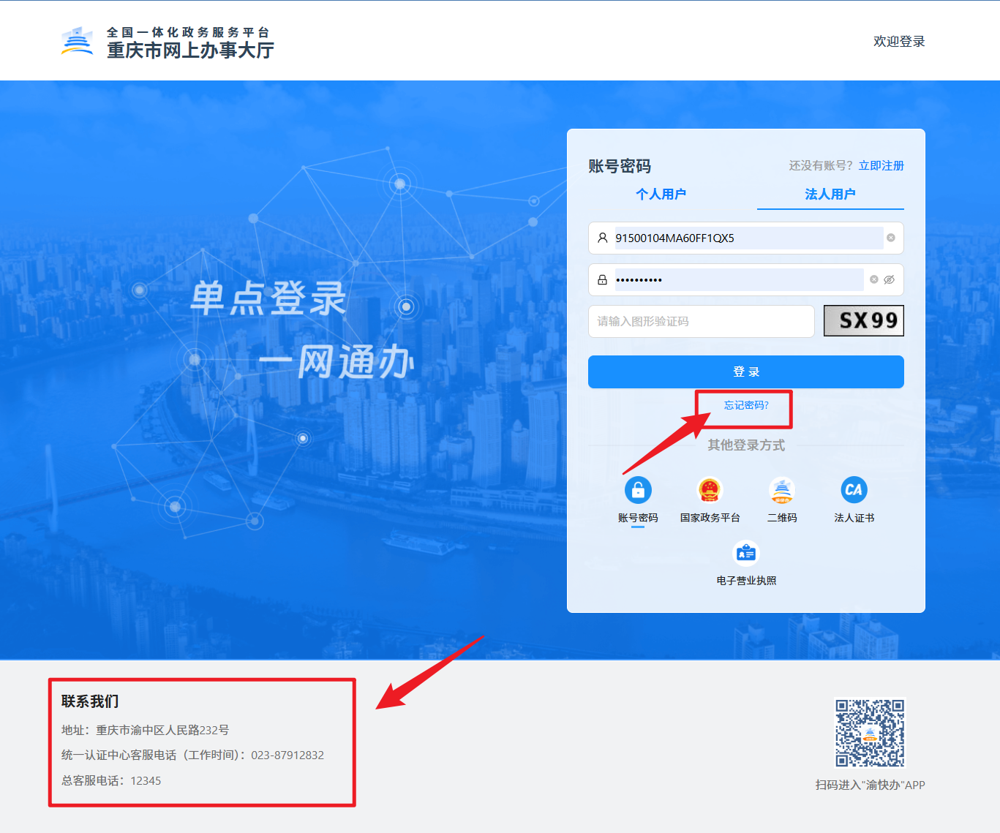 全国一体化政务服务平台
重庆市网上办事大厅
欢迎登录
单点登录
一网通办
账号密码
还没有账号？立即注册
个人用户
法人用户
91500104MA60FF1QX5
••••••••••
请输入图形验证码
SX99
登 录
忘记密码?
其他登录方式
账号密码
国家政务平台
二维码
CA
法人证书
电子营业执照
联系我们
地址：重庆市渝中区人民路232号
统一认证中心客服电话（工作时间）：023-87912832
总客服电话：12345
扫码进入"渝快办"APP